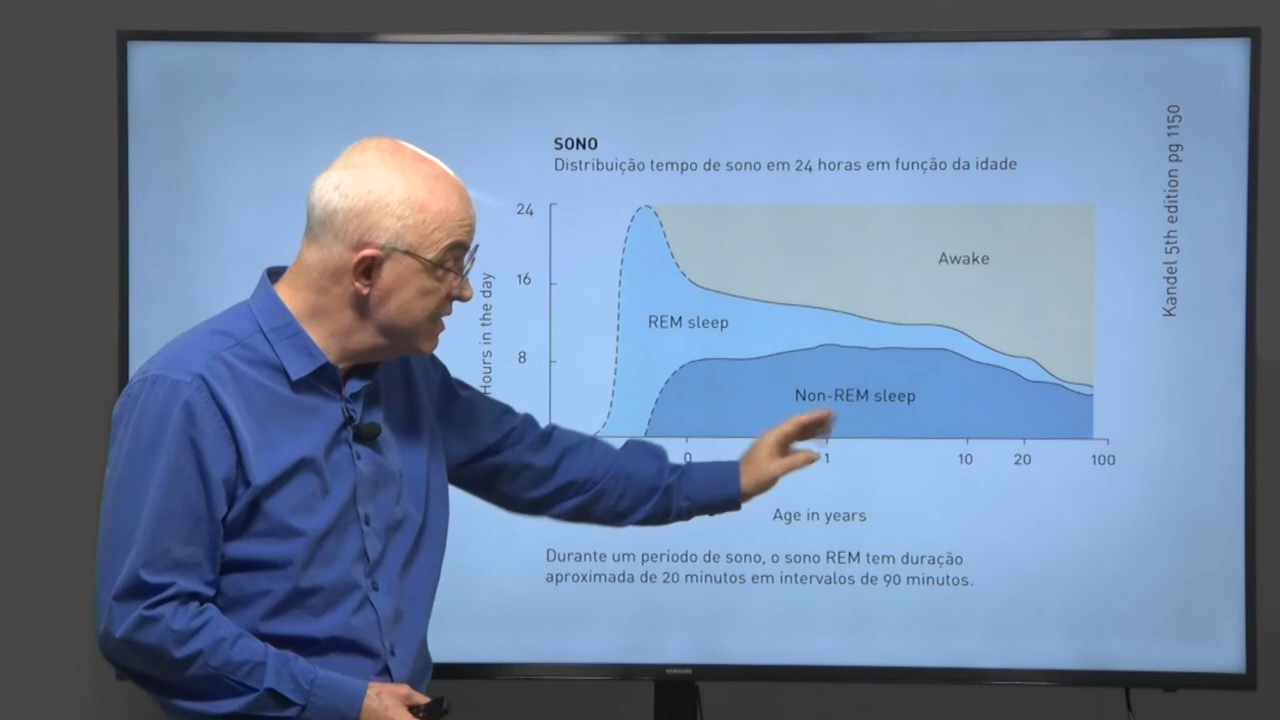 SONO
Distribuição tempo de sono em 24 horas em função da idade
24
16
8
Hours in the day
Awake
REM sleep
Non-REM sleep
0
1
10
20
100
Age in years
Durante um período de sono, o sono REM tem duração
aproximada de 20 minutos em intervalos de 90 minutos.
Kandel 5th edition pg 1150
SAMSUNG